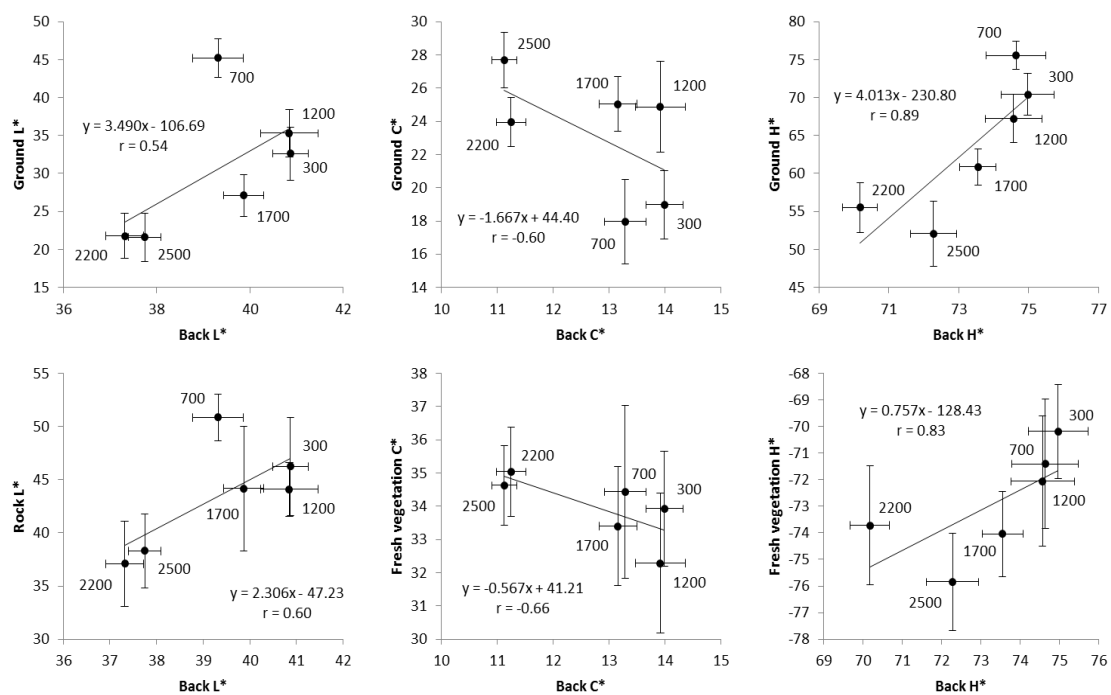 Ground L*
50
45
40
35
30
25
20
15
700
1200
300
1700
2200
2500
y = 3.490x - 106.69
r = 0.54
36 37 38 39 40 41 42
Back L*
Ground C*
30
28
26
24
22
20
18
16
14
2500
1700
1200
2200
700
300
y = -1.667x + 44.40
r = -0.60
10 11 12 13 14 15
Back C*
Ground H*
80
75
70
65
60
55
50
45
700
300
1200
1700
2200
2500
y = 4.013x - 230.80
r = 0.89
69 71 73 75 77
Back H*
Rock L*
55
50
45
40
35
30
700
300
1700
1200
2500
2200
y = 2.306x - 47.23
r = 0.60
36 37 38 39 40 41 42
Back L*
Fresh vegetation C*
38
37
36
35
34
33
32
31
30
2200
2500
700
300
1700
1200
y = -0.567x + 41.21
r = -0.66
10 11 12 13 14 15
Back C*
Fresh vegetation H*
-68
-69
-70
-71
-72
-73
-74
-75
-76
-77
-78
y = 0.757x - 128.43
r = 0.83
300
700
1200
2200
1700
2500
69 70 71 72 73 74 75 76
Back H*